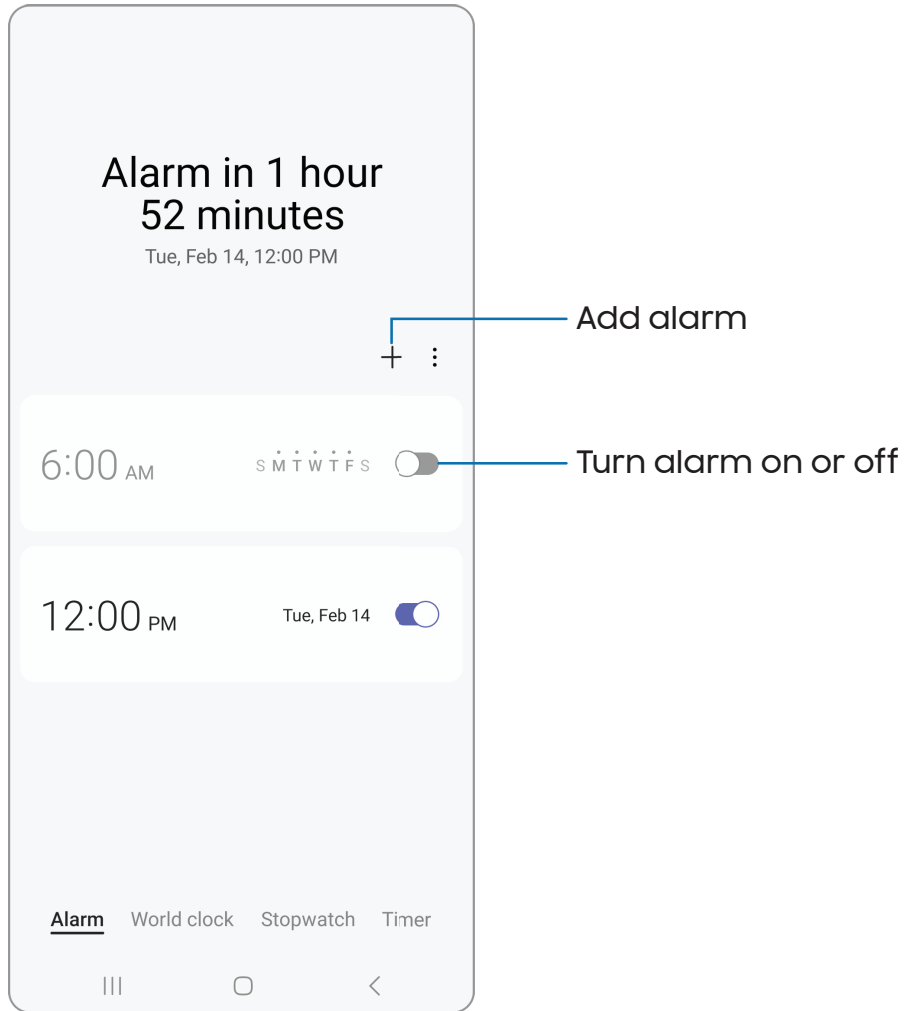 Alarm in 1 hour
52 minutes
Tue, Feb 14, 12:00 PM
Add alarm
6:00 AM
S M T W T F S
Turn alarm on or off
12:00 PM
Tue, Feb 14
Alarm World clock Stopwatch Timer